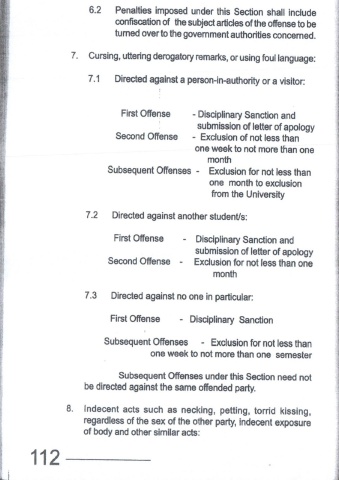 6.2 Penalties imposed under this Section shall include
confiscation of the subject articles of the offense to be
turned over to the government authorities concerned.
7. Cursing, uttering derogatory remarks, or using foul language:
7.1 Directed against a person-in-authority or a visitor:
First Offense - Disciplinary Sanction and
submission of letter of apology
Second Offense - Exclusion of not less than
one week to not more than one
month
Subsequent Offenses - Exclusion for not less than
one month to exclusion
from the University
7.2 Directed against another student/s:
First Offense - Disciplinary Sanction and
submission of letter of apology
Second Offense - Exclusion for not less than one
month
7.3 Directed against no one in particular:
First Offense - Disciplinary Sanction
Subsequent Offenses - Exclusion for not less than
one week to not more than one semester
Subsequent Offenses under this Section need not
be directed against the same offended party.
8. Indecent acts such as necking, petting, torrid kissing,
regardless of the sex of the other party, indecent exposure
of body and other similar acts:
112